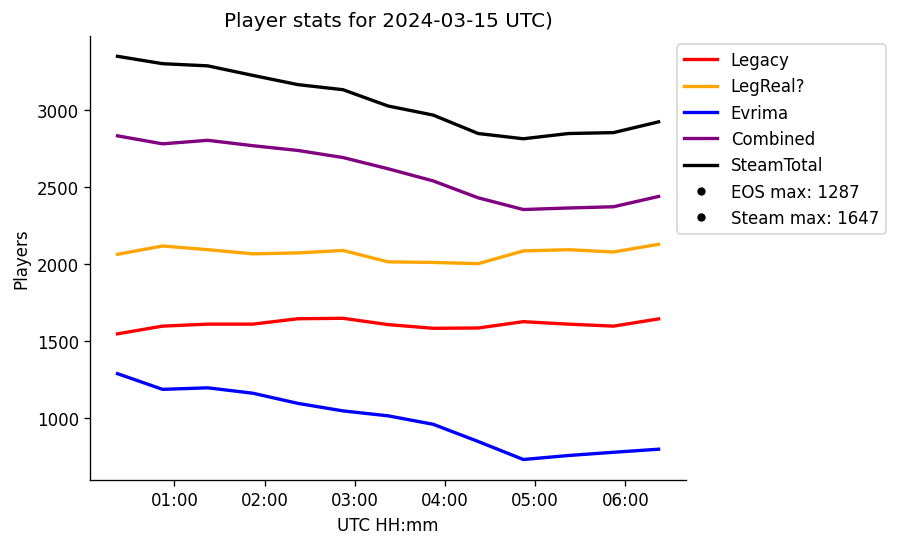 Player stats for 2024-03-15 UTC)
Legacy
LegReal?
Evrima
Combined
SteamTotal
EOS max: 1287
Steam max: 1647
Players
3000
2500
2000
1500
1000
01:00
02:00
03:00
04:00
05:00
06:00
UTC HH:mm